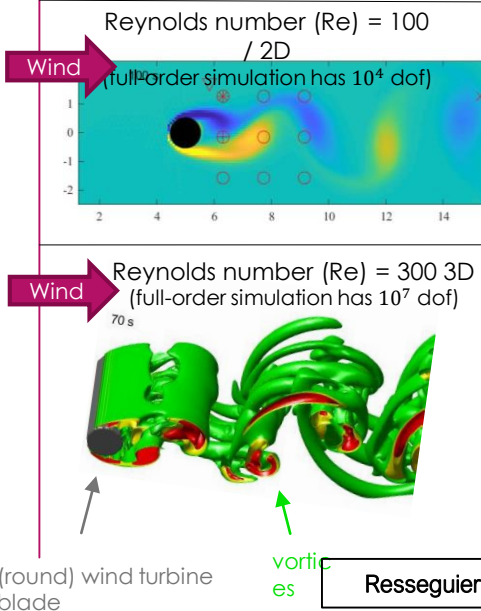 Reynolds number (Re) = 100
/ 2D
Wind
(full-order simulation has 10⁴ dof)
1
0
-1
-2
2 4 6 8 10 12 14
Reynolds number (Re) = 300 3D
Wind
(full-order simulation has 10⁷ dof)
70 s
(round) wind turbine
blade
vortic
es
Resseguier